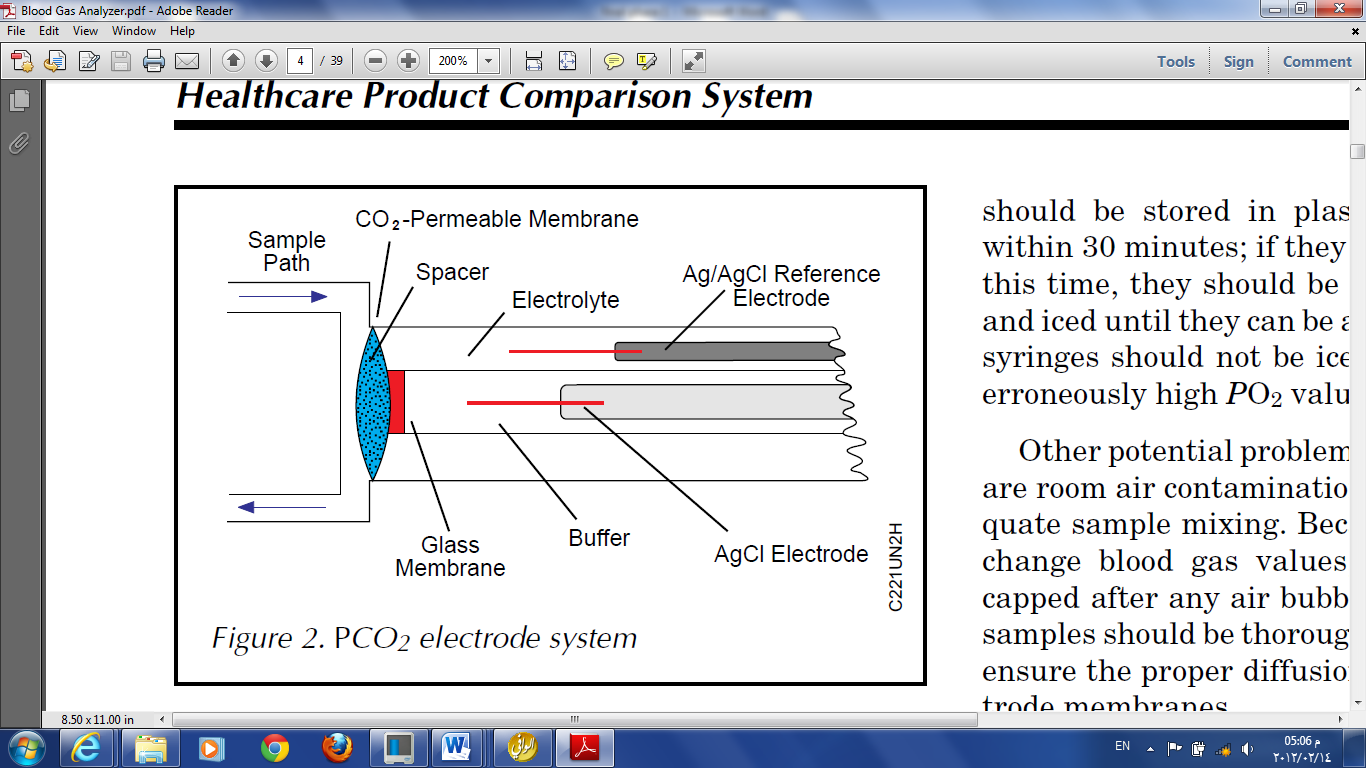 Blood Gas Analyzer.pdf - Adobe Reader
File Edit View Window Help
4 / 39 200% Tools Sign Comment
Healthcare Product Comparison System
CO2-Permeable Membrane
Sample
Path
Spacer
Electrolyte
Ag/AgCl Reference
Electrode
Glass
Membrane
Buffer
AgCl Electrode
C221UN2H
Figure 2. PCO2 electrode system
should be stored in plas
within 30 minutes; if they
this time, they should be
and iced until they can be a
syringes should not be ice
erroneously high PO2 valu
Other potential problem
are room air contaminatio
quate sample mixing. Bec
change blood gas values
capped after any air bubb
samples should be thoroug
ensure the proper diffusio
trode membranes
8.50 x 11.00 in
EN
05:06 م